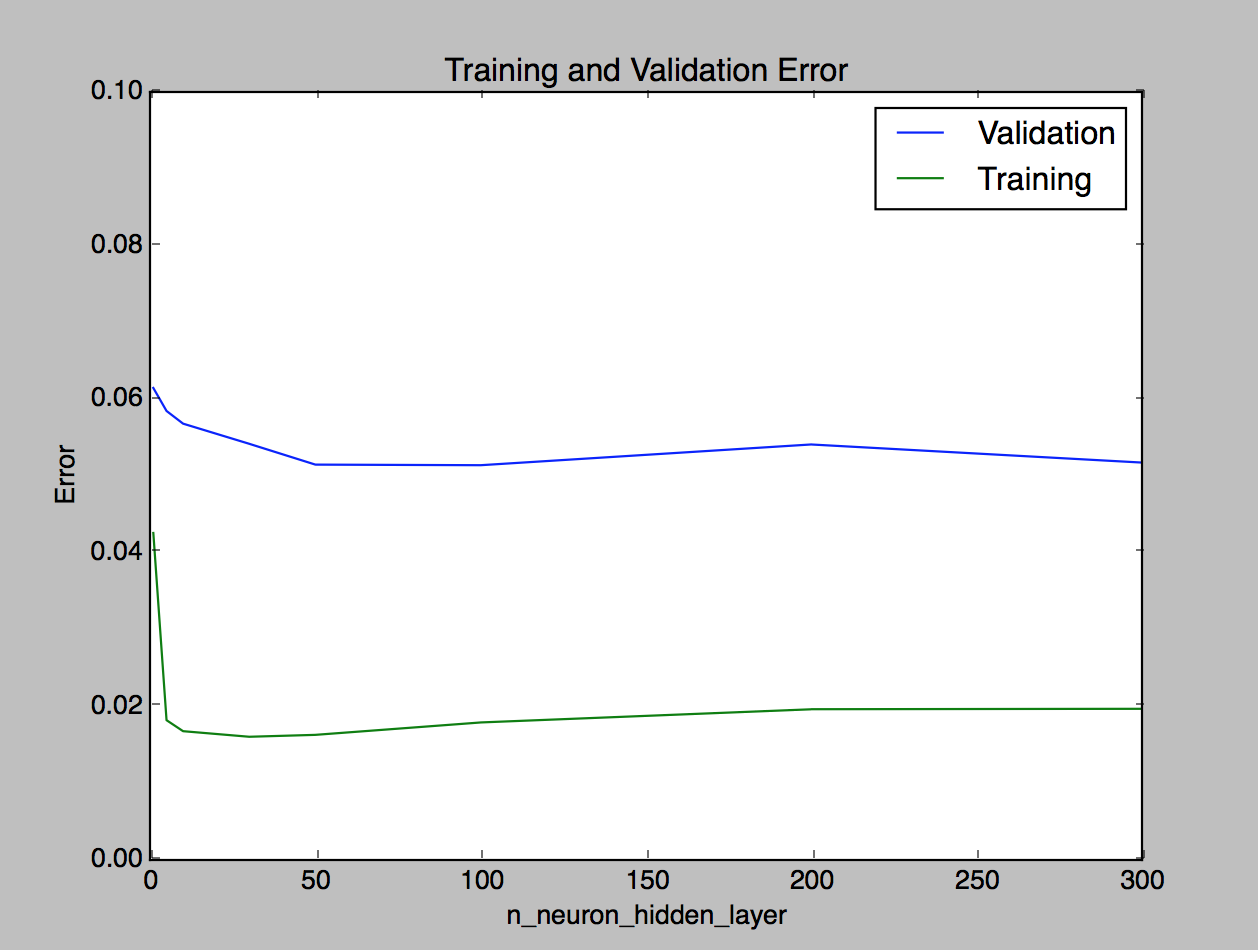 Training and Validation Error
0.10
0.08
0.06
0.04
0.02
0.00
Error
Validation
Training
0 50 100 150 200 250 300
n_neuron_hidden_layer